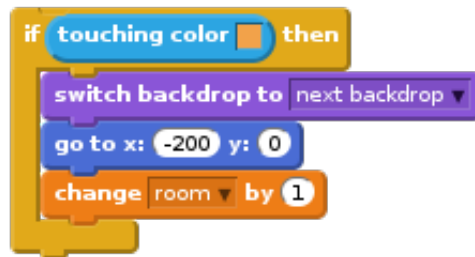 if touching color then
switch backdrop to next backdrop
go to x: -200 y: 0
change room by 1